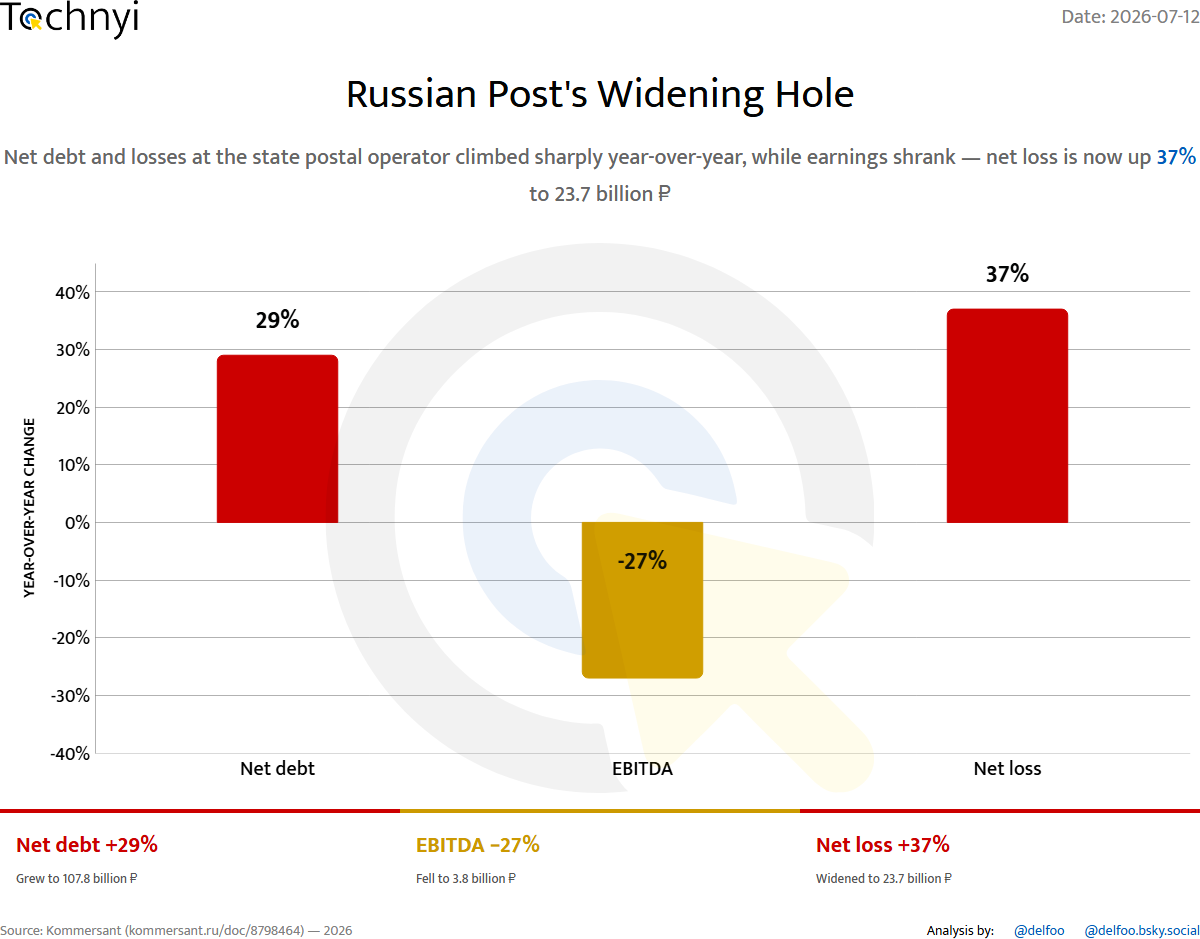 Tochnyi
Date: 2026-07-12
Russian Post's Widening Hole
Net debt and losses at the state postal operator climbed sharply year-over-year, while earnings shrank — net loss is now up 37%
to 23.7 billion ₽
YEAR-OVER-YEAR CHANGE
40%
30%
20%
10%
0%
-10%
-20%
-30%
-40%
29%
-27%
37%
Net debt
EBITDA
Net loss
Net debt +29%
Grew to 107.8 billion ₽
EBITDA −27%
Fell to 3.8 billion ₽
Net loss +37%
Widened to 23.7 billion ₽
Source: Kommersant (kommersant.ru/doc/8798464) — 2026
Analysis by: @delfoo @delfoo.bsky.social